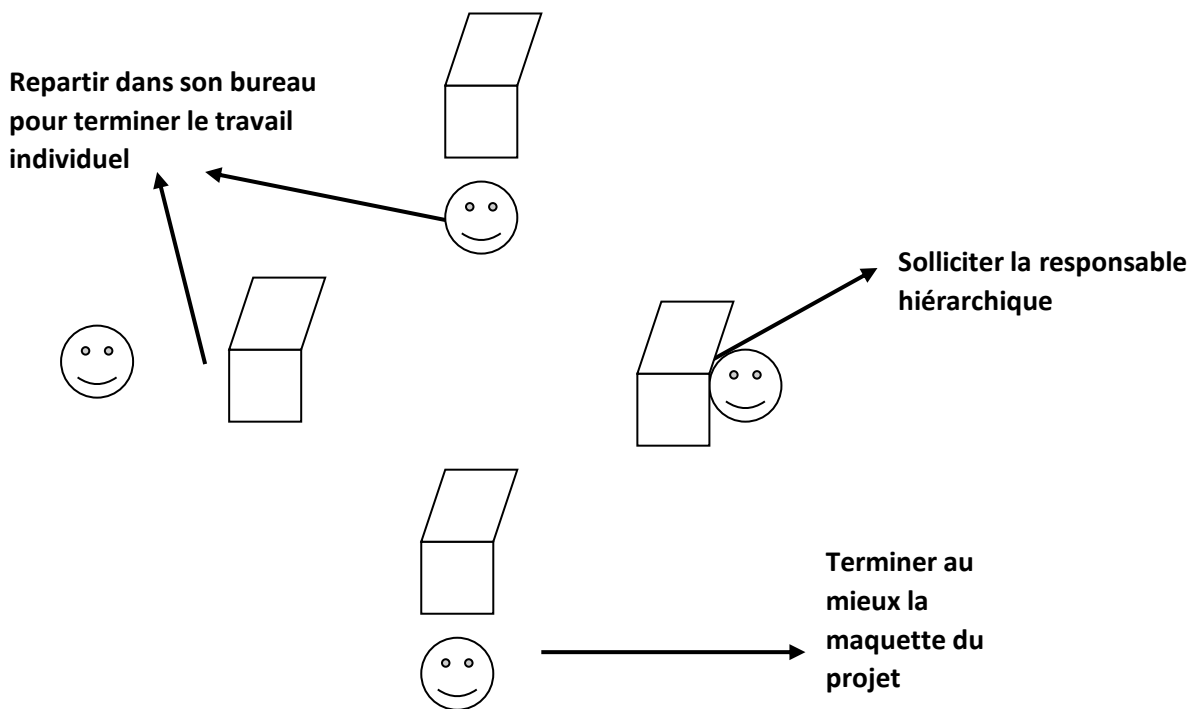 Repartir dans son bureau
pour terminer le travail
individuel
Solliciter la responsable
hiérarchique
Terminer au
mieux la
maquette du
projet